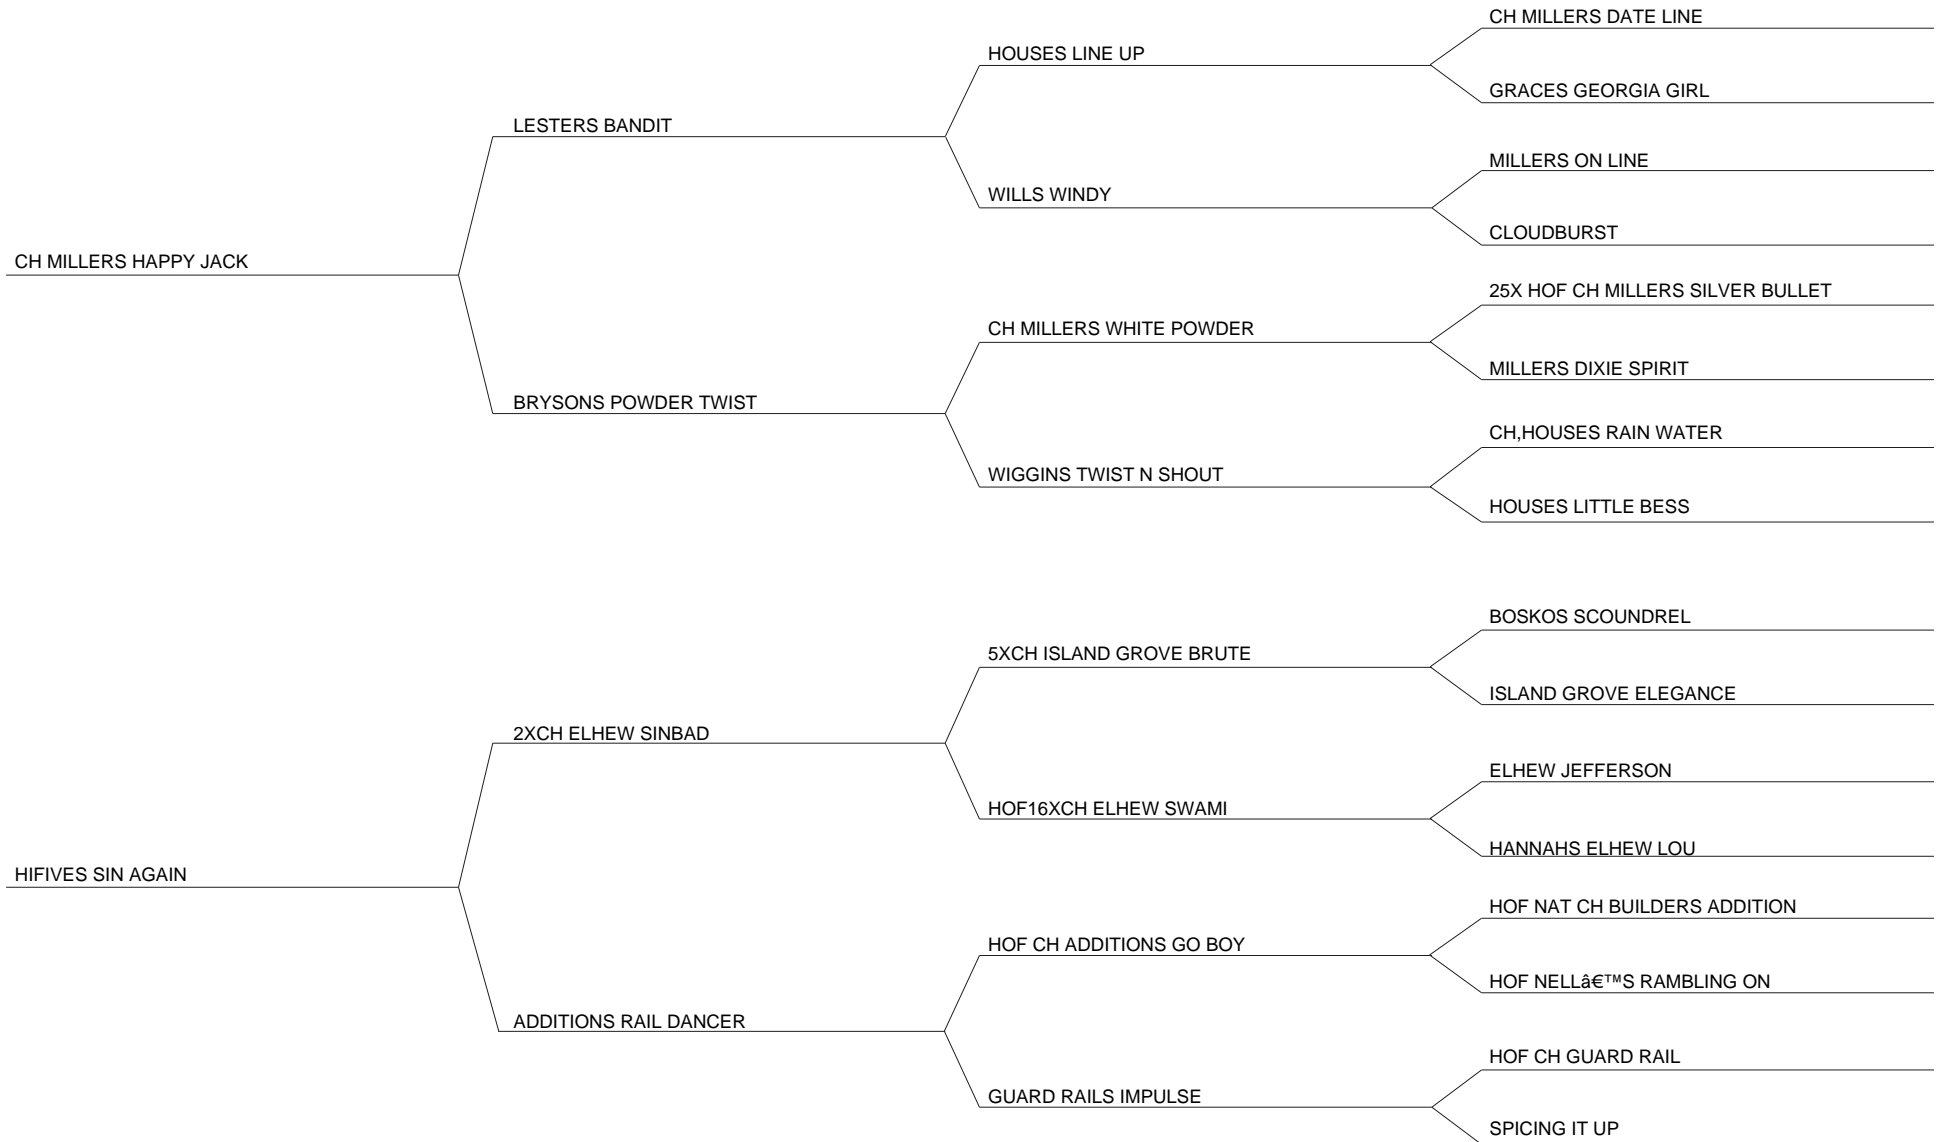 CH MILLERS DATE LINE
HOUSES LINE UP
GRACES GEORGIA GIRL
LESTERS BANDIT
MILLERS ON LINE
WILLS WINDY
CLOUDBURST
CH MILLERS HAPPY JACK
25X HOF CH MILLERS SILVER BULLET
CH MILLERS WHITE POWDER
MILLERS DIXIE SPIRIT
BRYSONS POWDER TWIST
CH,HOUSES RAIN WATER
WIGGINS TWIST N SHOUT
HOUSES LITTLE BESS
BOSKOS SCOUNDREL
5XCH ISLAND GROVE BRUTE
ISLAND GROVE ELEGANCE
2XCH ELHEW SINBAD
ELHEW JEFFERSON
HOF16XCH ELHEW SWAMI
HANNAHS ELHEW LOU
HIFIVES SIN AGAIN
HOF NAT CH BUILDERS ADDITION
HOF CH ADDITIONS GO BOY
HOF NELLâ€™S RAMBLING ON
ADDITIONS RAIL DANCER
HOF CH GUARD RAIL
GUARD RAILS IMPULSE
SPICING IT UP